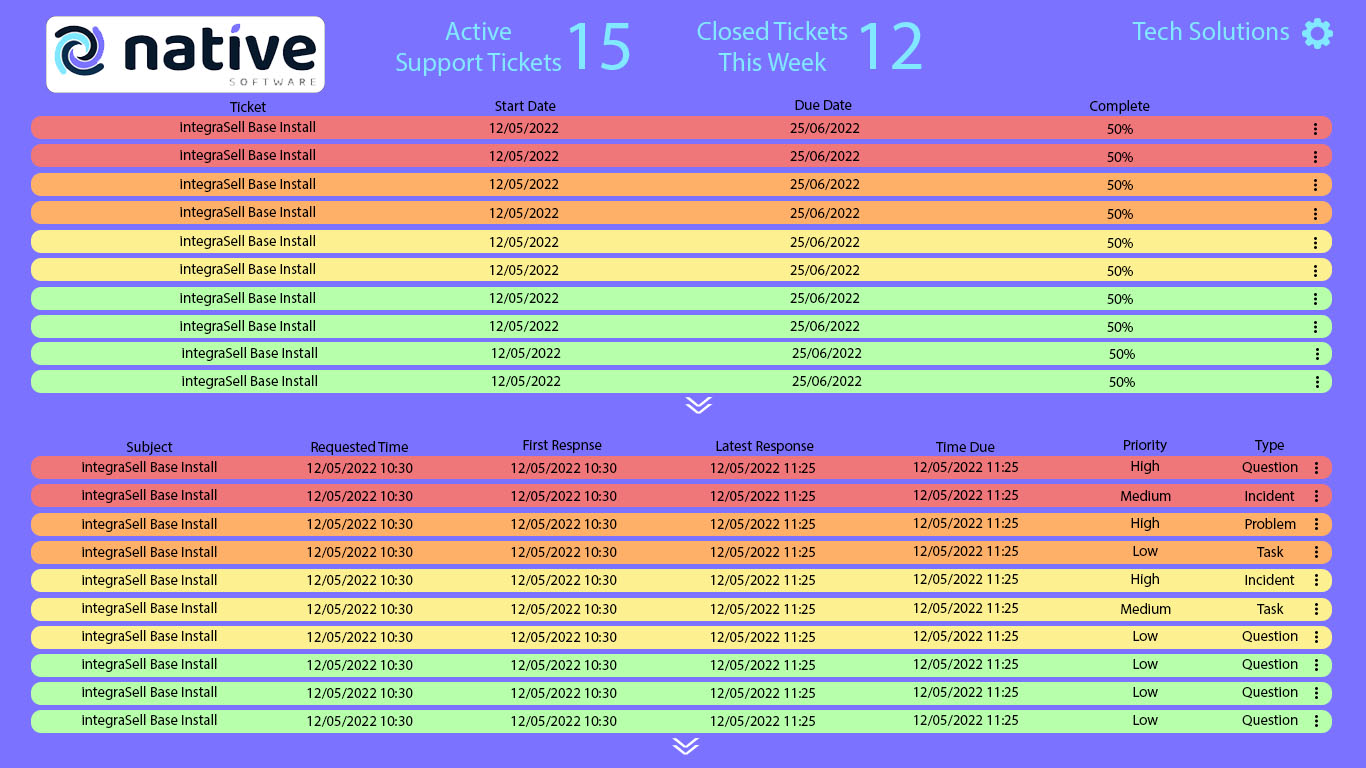 native
SOFTWARE
Active
Support Tickets 15
Closed Tickets
This Week 12
Tech Solutions
Ticket Start Date Due Date Complete
integraSell Base Install 12/05/2022 25/06/2022 50%
integraSell Base Install 12/05/2022 25/06/2022 50%
integraSell Base Install 12/05/2022 25/06/2022 50%
integraSell Base Install 12/05/2022 25/06/2022 50%
integraSell Base Install 12/05/2022 25/06/2022 50%
integraSell Base Install 12/05/2022 25/06/2022 50%
integraSell Base Install 12/05/2022 25/06/2022 50%
integraSell Base Install 12/05/2022 25/06/2022 50%
integraSell Base Install 12/05/2022 25/06/2022 50%
integraSell Base Install 12/05/2022 25/06/2022 50%
Subject Requested Time First Respnse Latest Response Time Due Priority Type
integraSell Base Install 12/05/2022 10:30 12/05/2022 10:30 12/05/2022 11:25 12/05/2022 11:25 High Question
integraSell Base Install 12/05/2022 10:30 12/05/2022 10:30 12/05/2022 11:25 12/05/2022 11:25 Medium Incident
integraSell Base Install 12/05/2022 10:30 12/05/2022 10:30 12/05/2022 11:25 12/05/2022 11:25 High Problem
integraSell Base Install 12/05/2022 10:30 12/05/2022 10:30 12/05/2022 11:25 12/05/2022 11:25 Low Task
integraSell Base Install 12/05/2022 10:30 12/05/2022 10:30 12/05/2022 11:25 12/05/2022 11:25 High Incident
integraSell Base Install 12/05/2022 10:30 12/05/2022 10:30 12/05/2022 11:25 12/05/2022 11:25 Medium Task
integraSell Base Install 12/05/2022 10:30 12/05/2022 10:30 12/05/2022 11:25 12/05/2022 11:25 Low Question
integraSell Base Install 12/05/2022 10:30 12/05/2022 10:30 12/05/2022 11:25 12/05/2022 11:25 Low Question
integraSell Base Install 12/05/2022 10:30 12/05/2022 10:30 12/05/2022 11:25 12/05/2022 11:25 Low Question
integraSell Base Install 12/05/2022 10:30 12/05/2022 10:30 12/05/2022 11:25 12/05/2022 11:25 Low Question